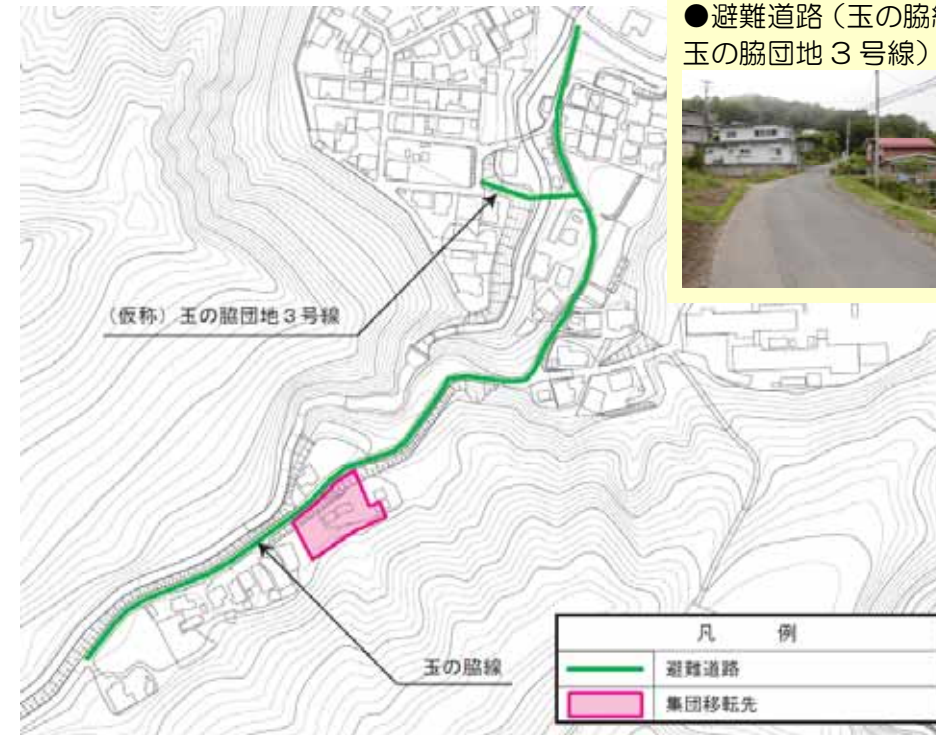 ●避難道路（玉の脇
玉の脇団地３号線）
（仮称）玉の脇団地３号線
玉の脇線
凡 例
避難道路
集団移転先